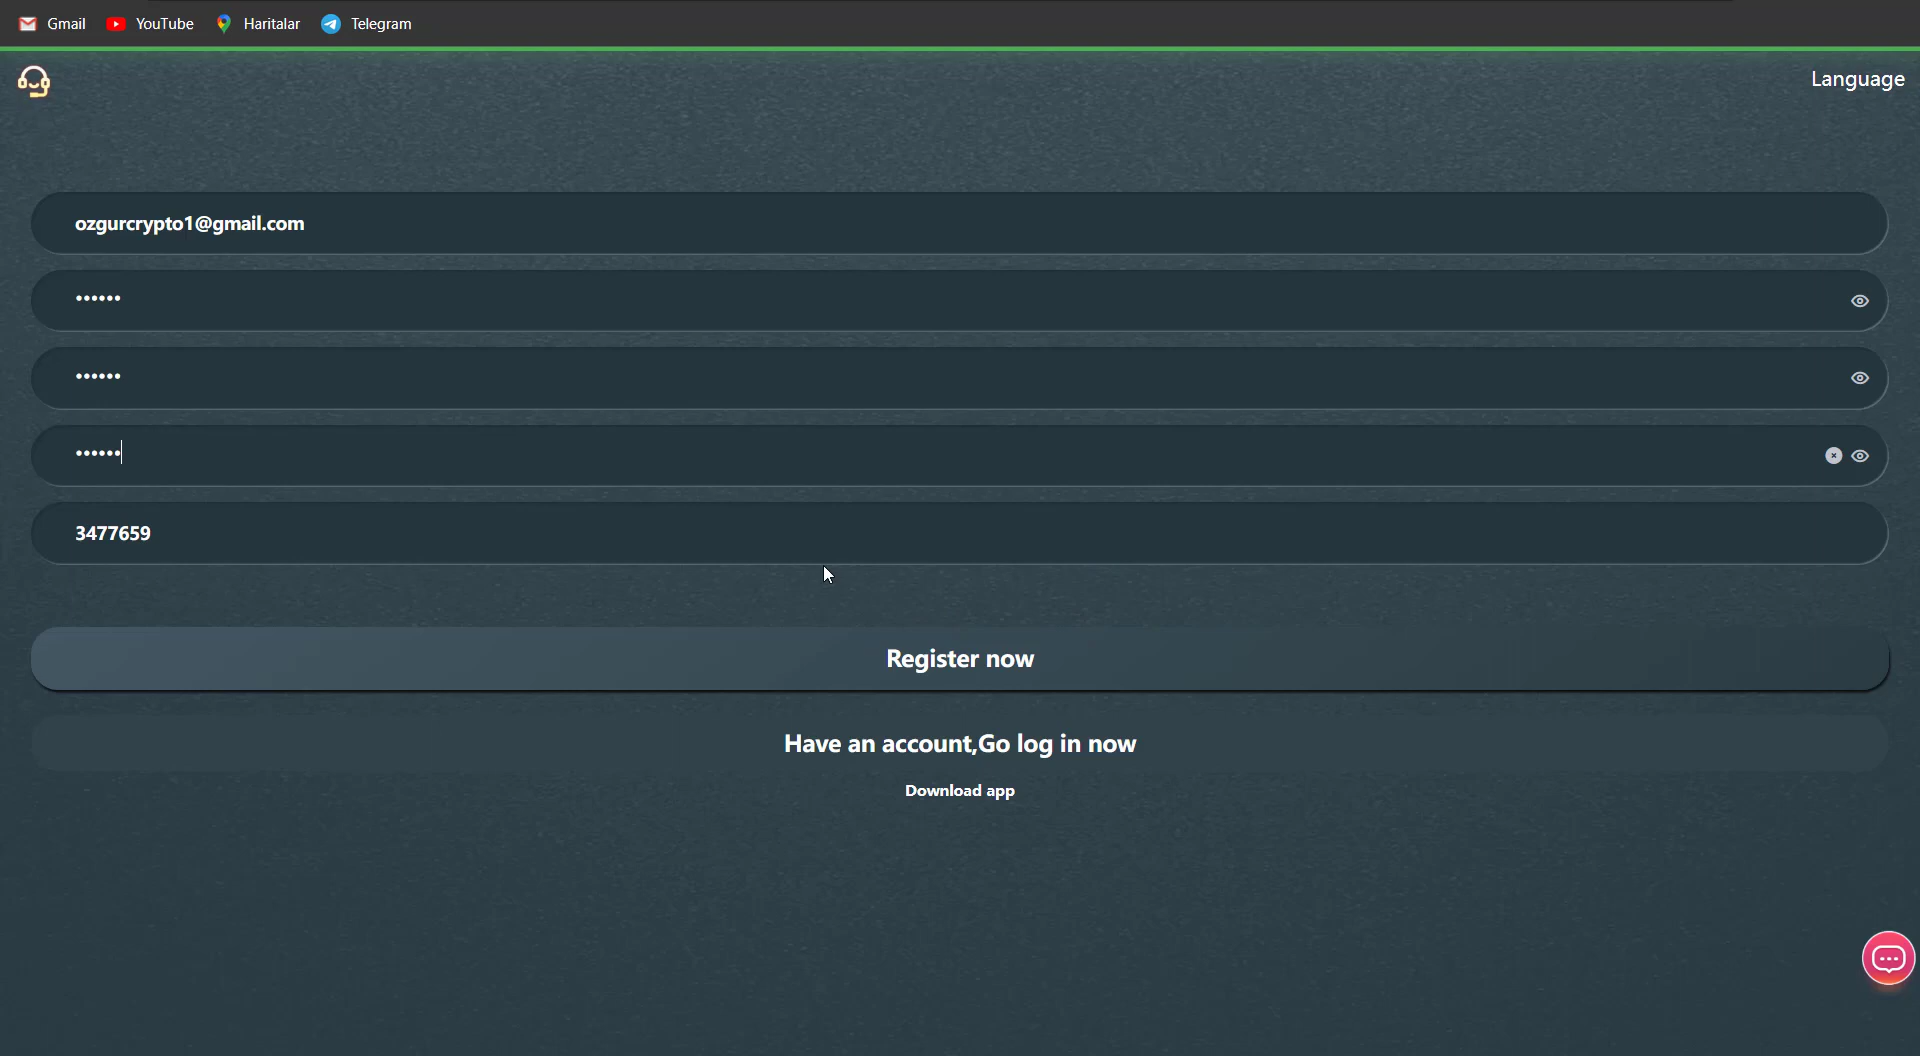 Gmail YouTube Haritalar Telegram
Language
ozgurcrypto1@gmail.com
••••••
••••••
••••••
3477659
Register now
Have an account,Go log in now
Download app